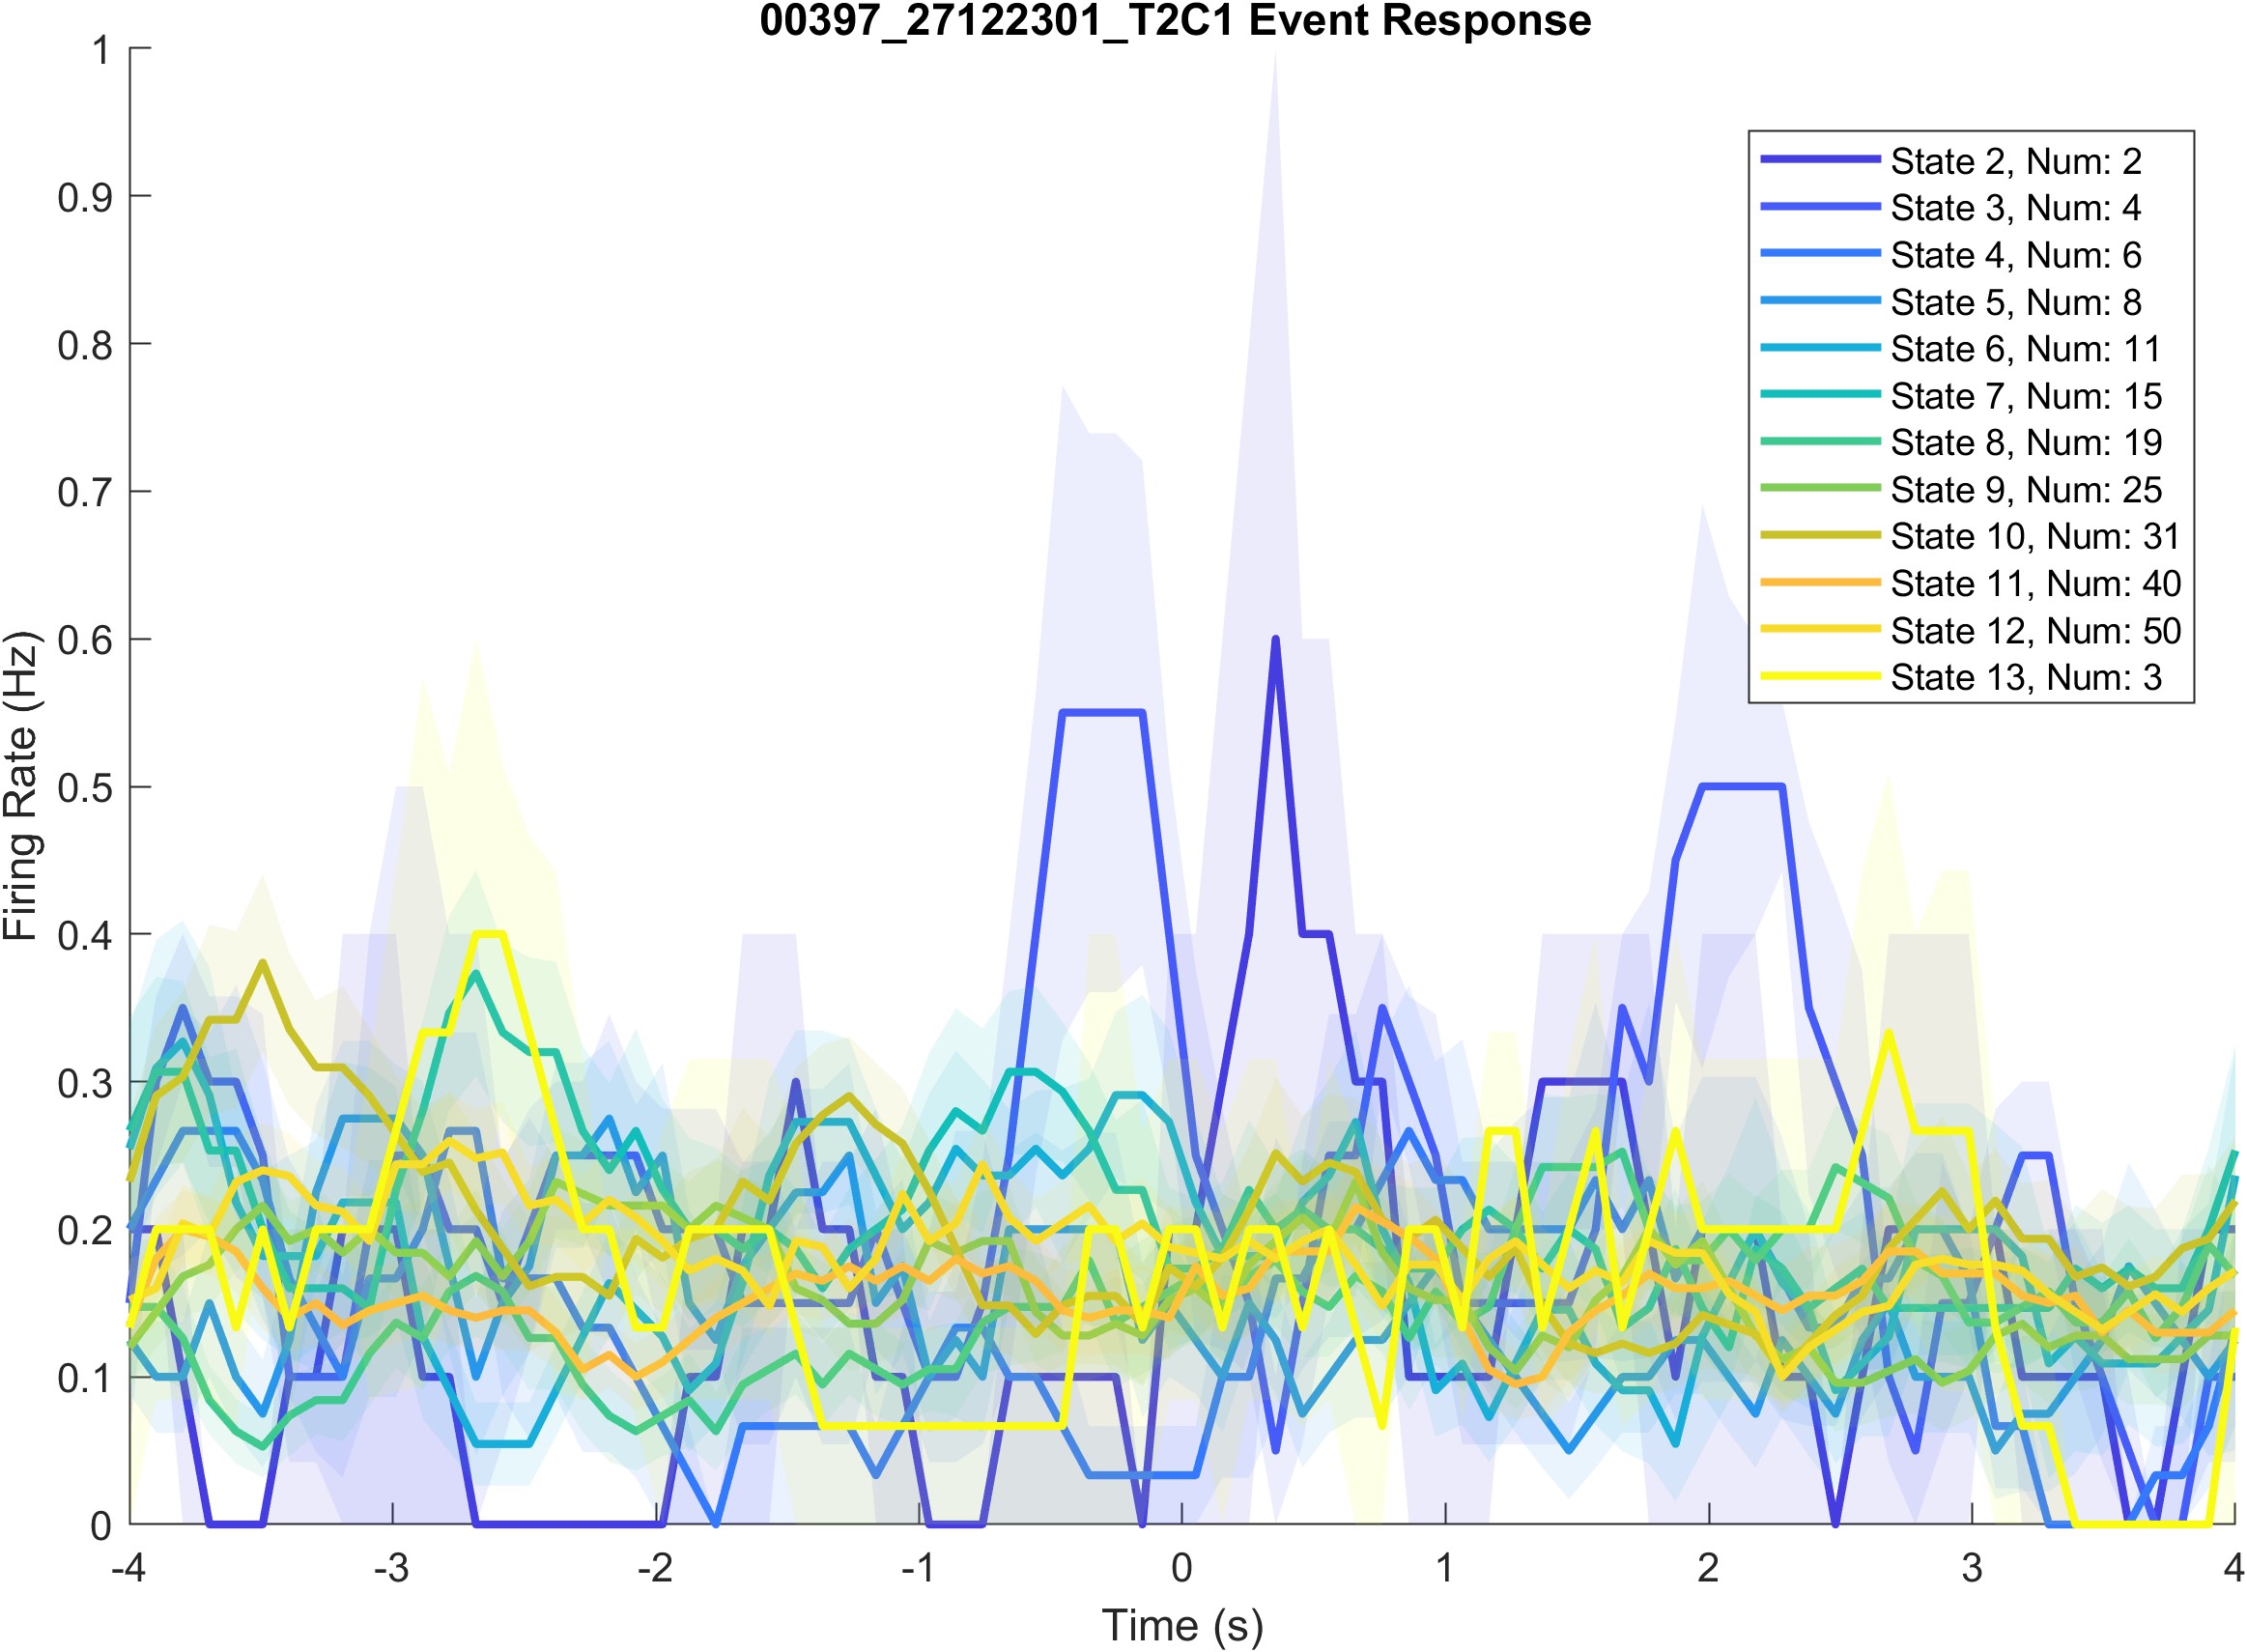 00397_27122301_T2C1 Event Response
1
0.9
0.8
0.7
0.6
0.5
0.4
0.3
0.2
0.1
0
Firing Rate (Hz)
State 2, Num: 2
State 3, Num: 4
State 4, Num: 6
State 5, Num: 8
State 6, Num: 11
State 7, Num: 15
State 8, Num: 19
State 9, Num: 25
State 10, Num: 31
State 11, Num: 40
State 12, Num: 50
State 13, Num: 3
-4 -3 -2 -1 0 1 2 3 4
Time (s)